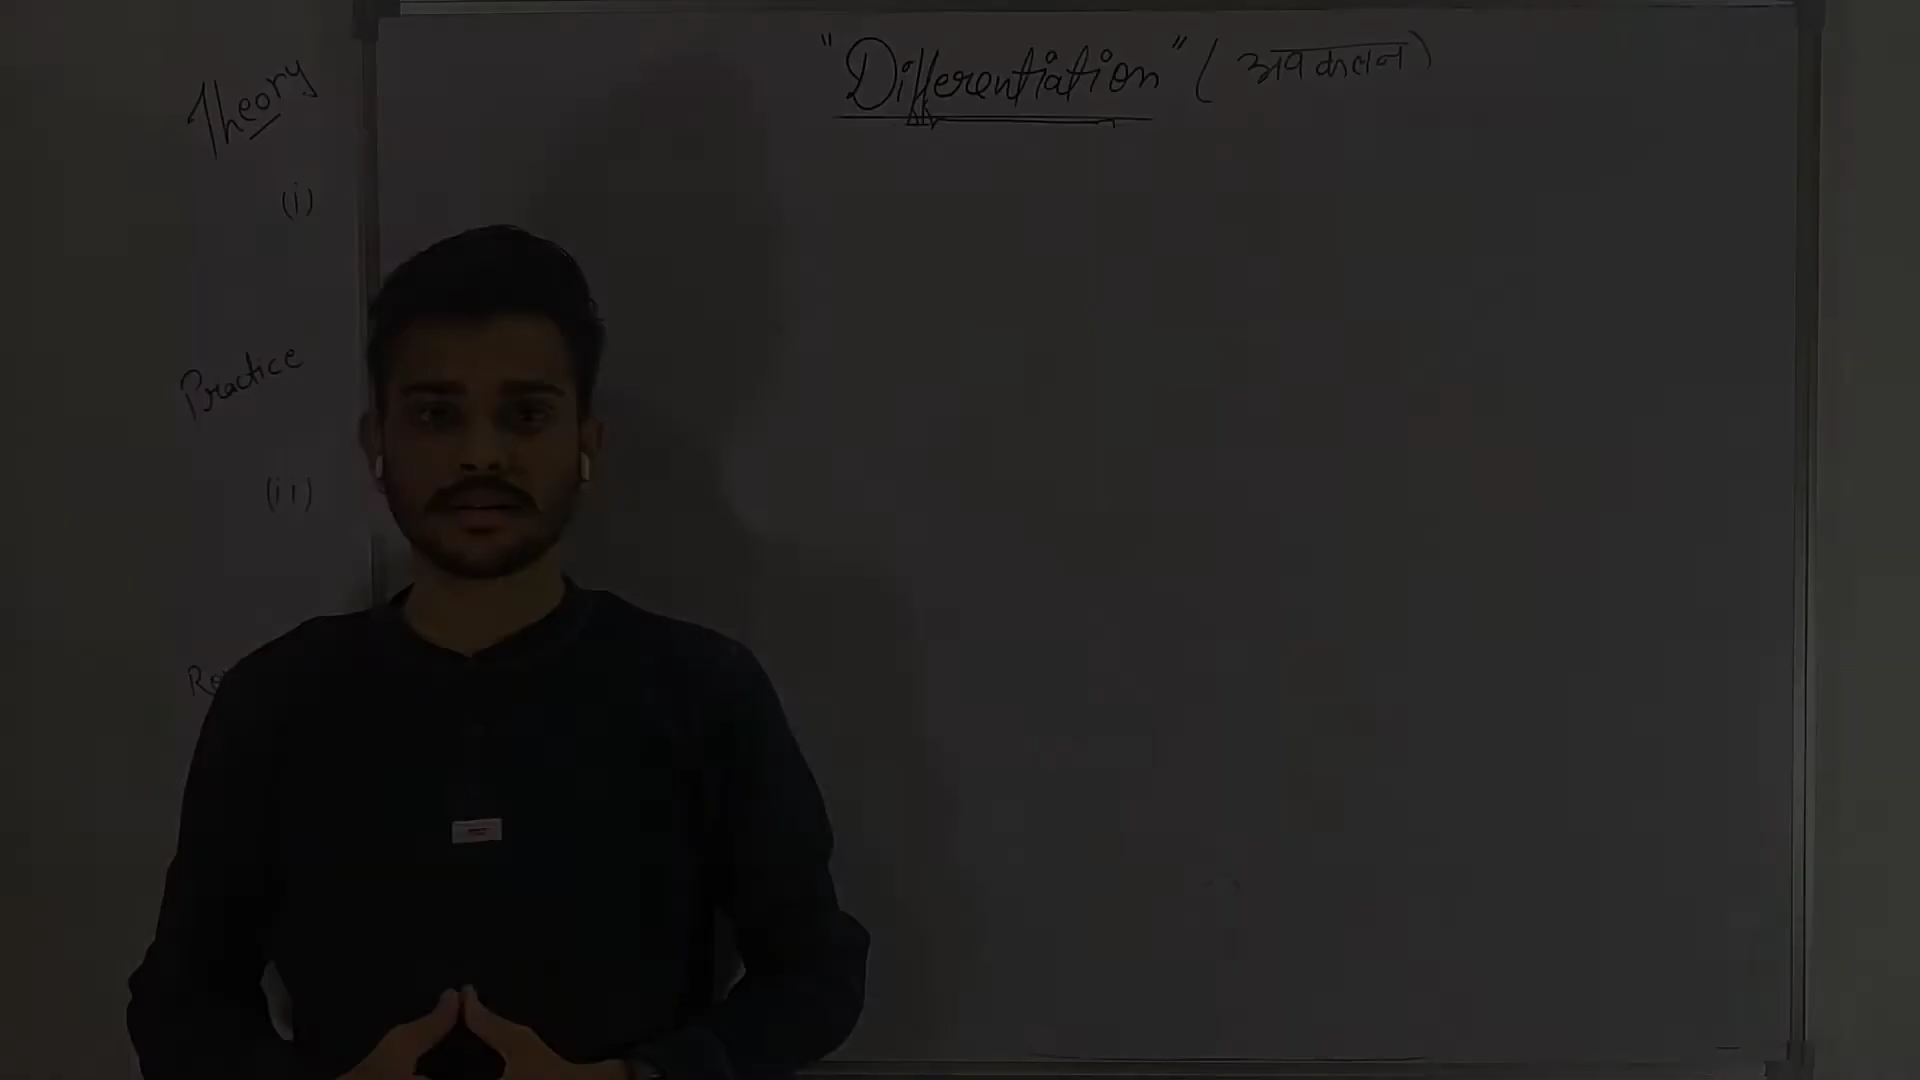 "Differentiation" (अवकलन)
Theory
(i)
Practice
(ii)